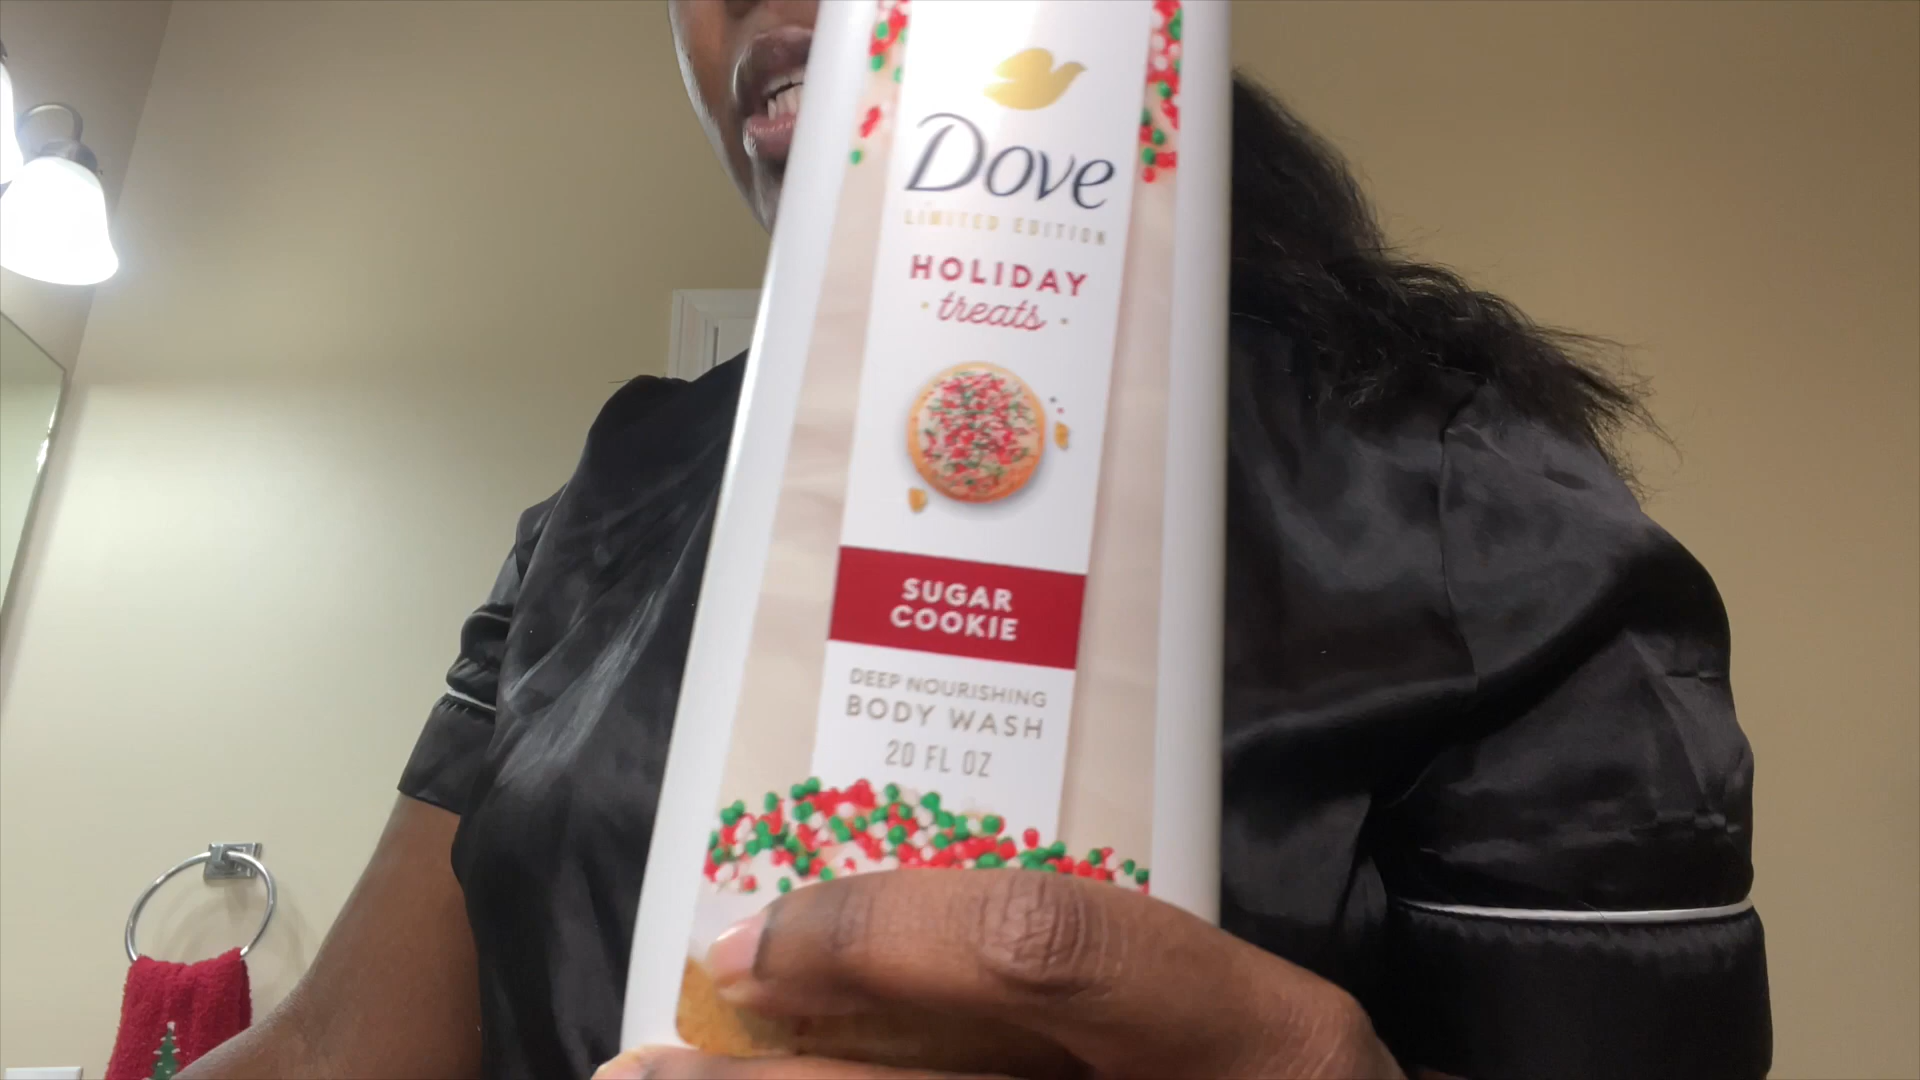 Dove
LIMITED EDITION
HOLIDAY
treats
SUGAR
COOKIE
DEEP NOURISHING
BODY WASH
20 FL OZ